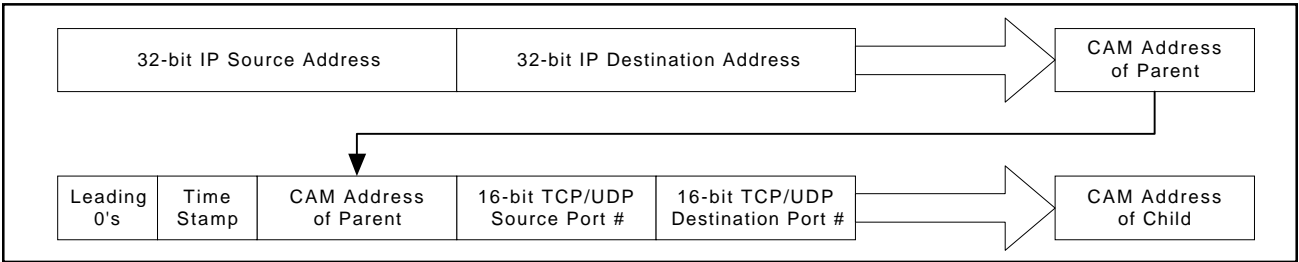 32-bit IP Source Address
32-bit IP Destination Address
CAM Address
of Parent
Leading
0's
Time
Stamp
CAM Address
of Parent
16-bit TCP/UDP
Source Port #
16-bit TCP/UDP
Destination Port #
CAM Address
of Child